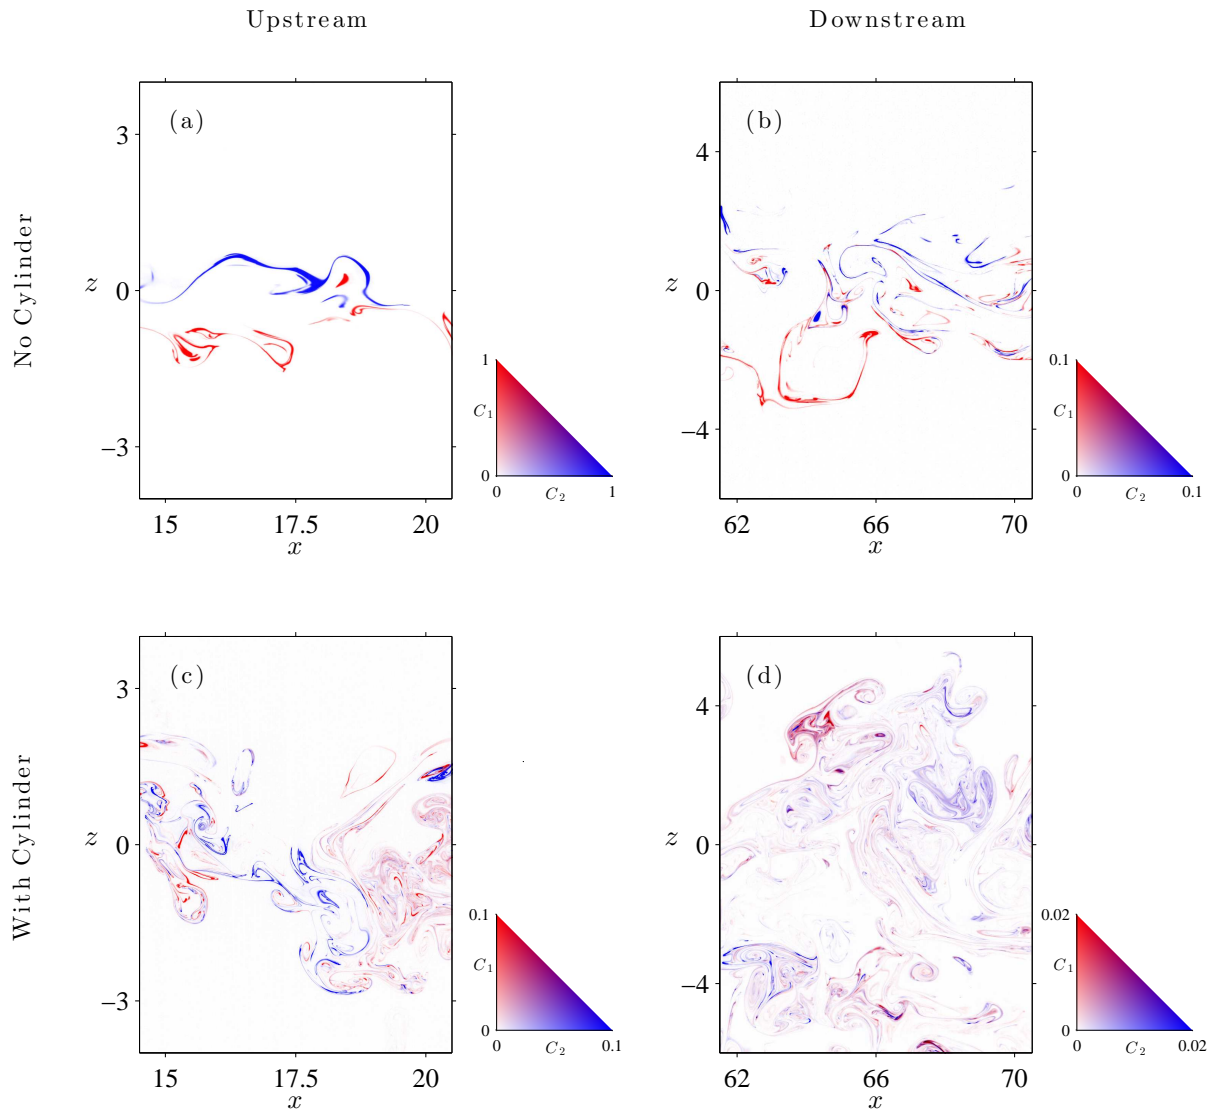 Upstream
Downstream
No Cylinder
(a)
3
z
0
−3
15
17.5
20
x
1
C1
0
0
C2
1
(b)
4
z
0
−4
62
66
70
x
0.1
C1
0
0
C2
0.1
With Cylinder
(c)
3
z
0
−3
15
17.5
20
x
0.1
C1
0
0
C2
0.1
(d)
4
z
0
−4
62
66
70
x
0.02
C1
0
0
C2
0.02